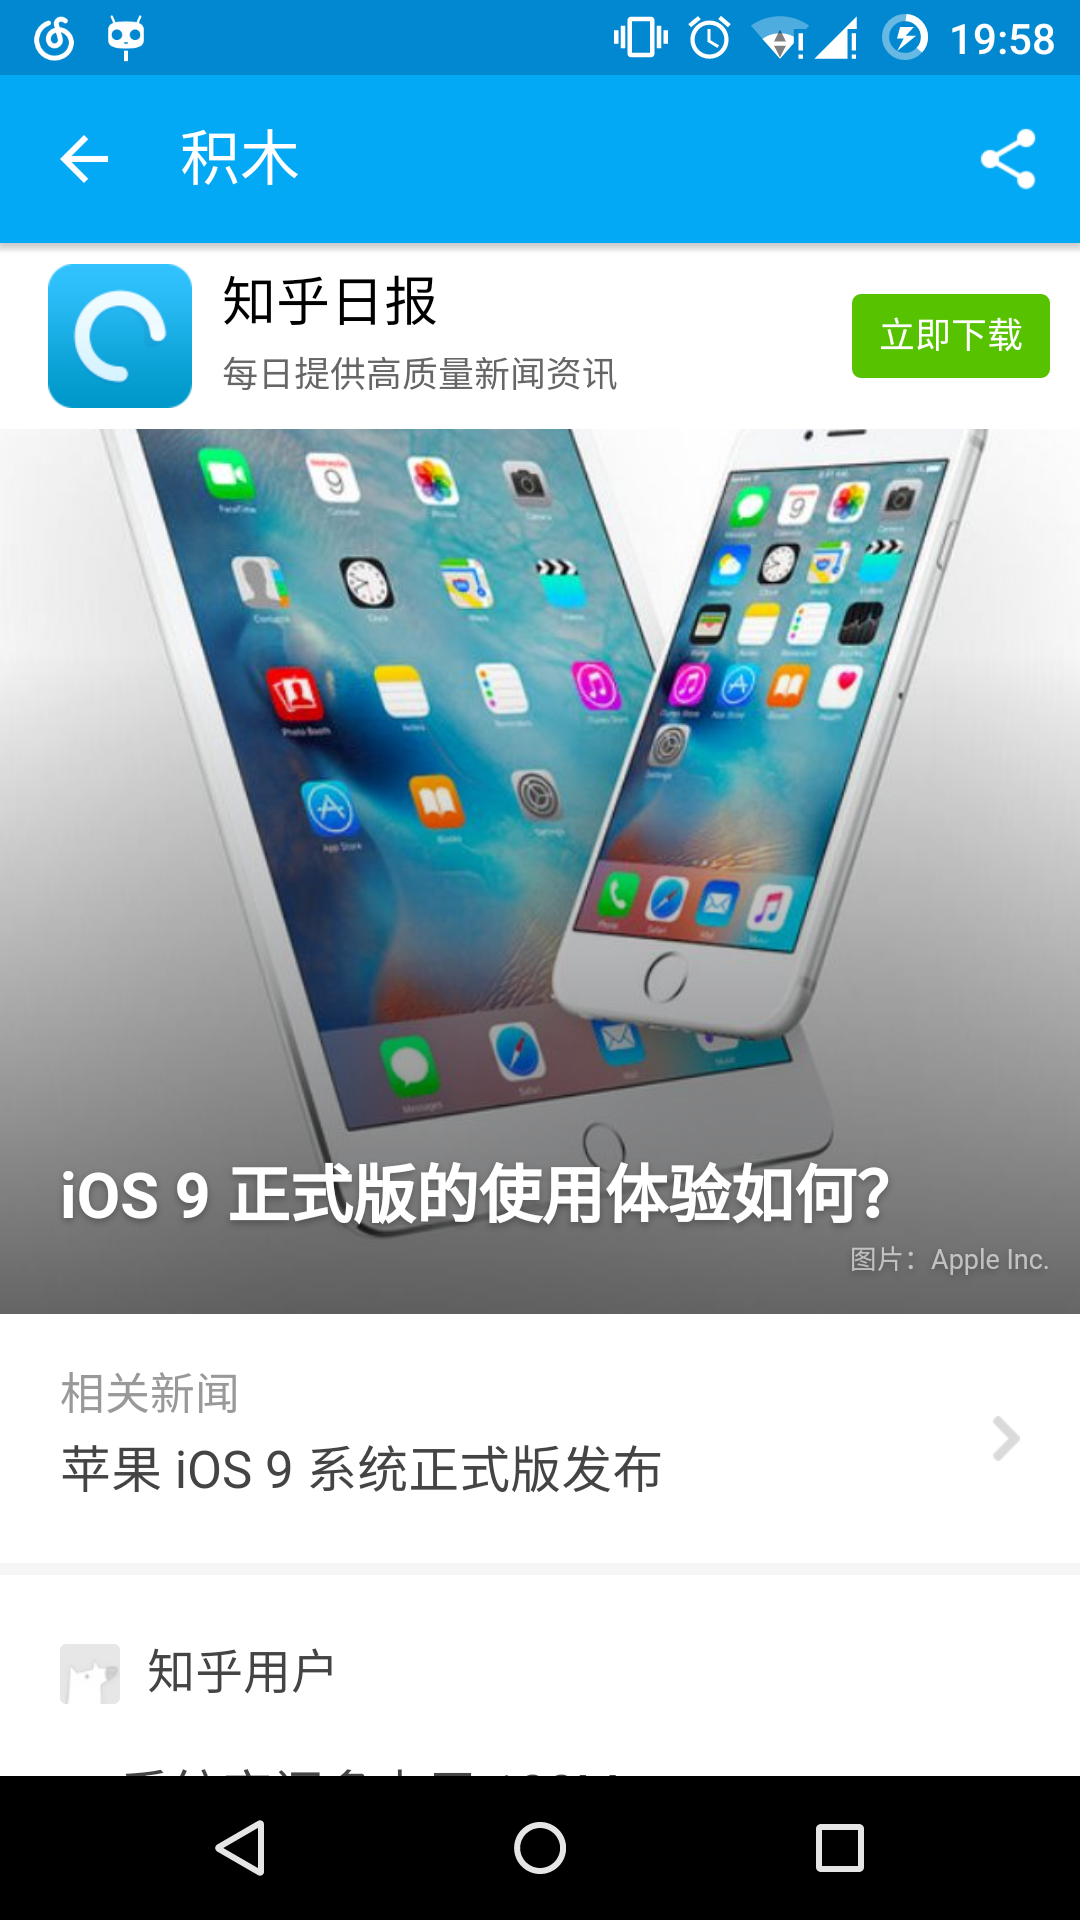 19:58
积木
知乎日报
每日提供高质量新闻资讯
立即下载
iOS 9 正式版的使用体验如何？
图片：Apple Inc.
相关新闻
苹果 iOS 9 系统正式版发布
知乎用户